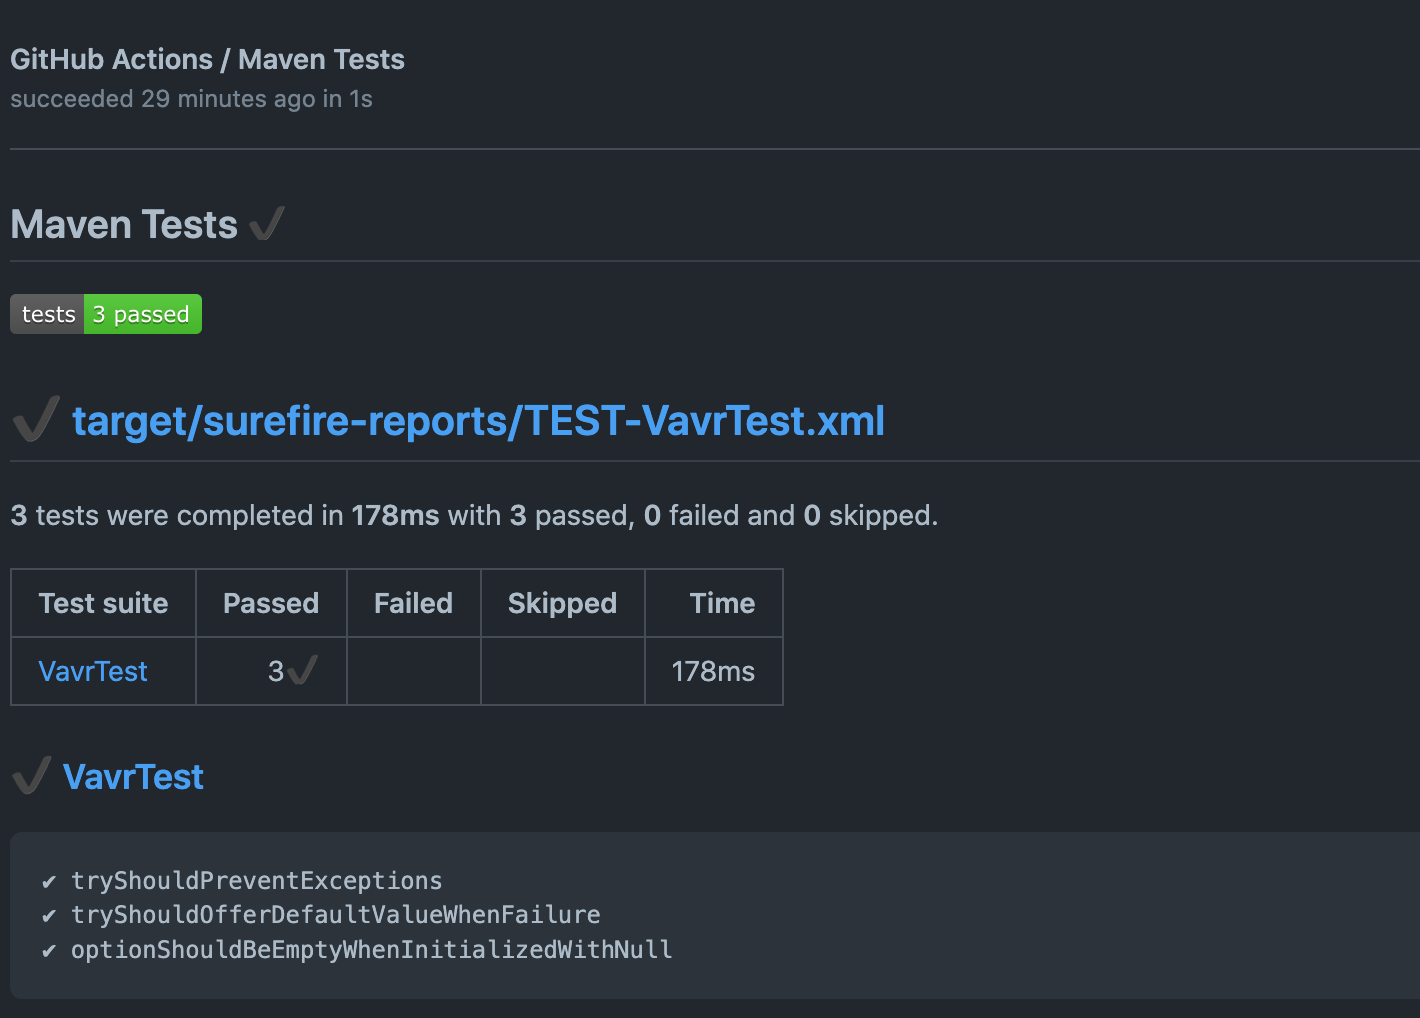 GitHub Actions / Maven Tests
succeeded 29 minutes ago in 1s
Maven Tests ✔
tests 3 passed
✔ target/surefire-reports/TEST-VavrTest.xml
3 tests were completed in 178ms with 3 passed, 0 failed and 0 skipped.
Test suite Passed Failed Skipped Time
VavrTest 3✔ 178ms
✔ VavrTest
✔ tryShouldPreventExceptions
✔ tryShouldOfferDefaultValueWhenFailure
✔ optionShouldBeEmptyWhenInitializedWithNull